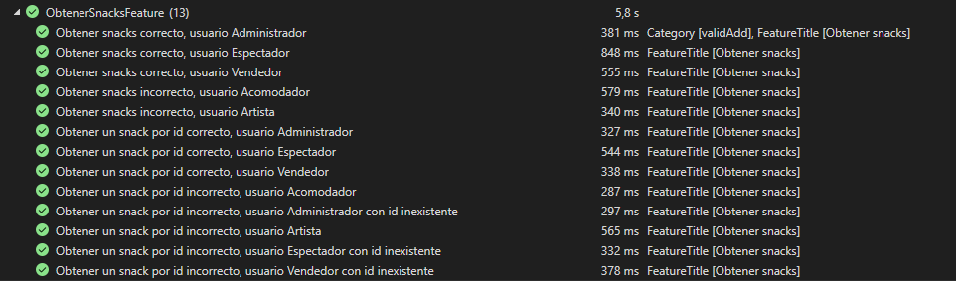 ObtenerSnacksFeature (13) 5,8 s
Obtener snacks correcto, usuario Administrador 381 ms Category [validAdd], FeatureTitle [Obtener snacks]
Obtener snacks correcto, usuario Espectador 848 ms FeatureTitle [Obtener snacks]
Obtener snacks correcto, usuario Vendedor 555 ms FeatureTitle [Obtener snacks]
Obtener snacks incorrecto, usuario Acomodador 579 ms FeatureTitle [Obtener snacks]
Obtener snacks incorrecto, usuario Artista 340 ms FeatureTitle [Obtener snacks]
Obtener un snack por id correcto, usuario Administrador 327 ms FeatureTitle [Obtener snacks]
Obtener un snack por id correcto, usuario Espectador 544 ms FeatureTitle [Obtener snacks]
Obtener un snack por id correcto, usuario Vendedor 338 ms FeatureTitle [Obtener snacks]
Obtener un snack por id incorrecto, usuario Acomodador 287 ms FeatureTitle [Obtener snacks]
Obtener un snack por id incorrecto, usuario Administrador con id inexistente 297 ms FeatureTitle [Obtener snacks]
Obtener un snack por id incorrecto, usuario Artista 565 ms FeatureTitle [Obtener snacks]
Obtener un snack por id incorrecto, usuario Espectador con id inexistente 332 ms FeatureTitle [Obtener snacks]
Obtener un snack por id incorrecto, usuario Vendedor con id inexistente 378 ms FeatureTitle [Obtener snacks]